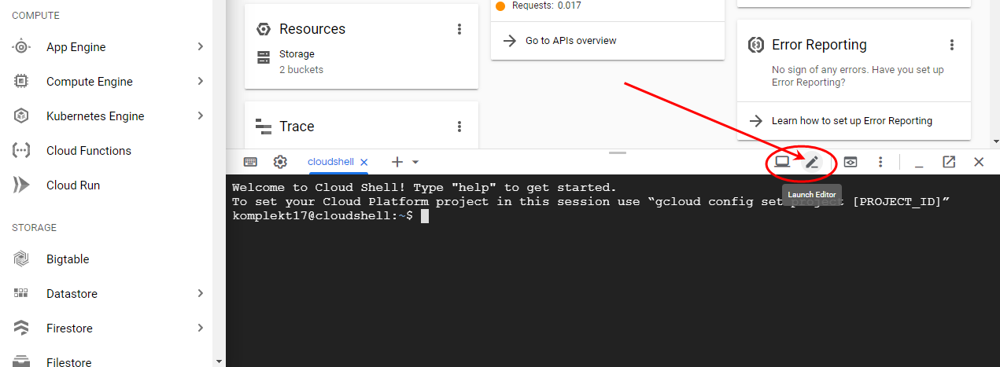 COMPUTE
App Engine
Compute Engine
Kubernetes Engine
Cloud Functions
Cloud Run
STORAGE
Bigtable
Datastore
Firestore
Filestore
Resources
Storage
2 buckets
Trace
Requests: 0.017
Go to APIs overview
Error Reporting
No sign of any errors. Have you set up
Error Reporting?
Learn how to set up Error Reporting
cloudshell
Launch Editor
Welcome to Cloud Shell! Type "help" to get started.
To set your Cloud Platform project in this session use “gcloud config set project [PROJECT_ID]”
komplekt17@cloudshell:~$